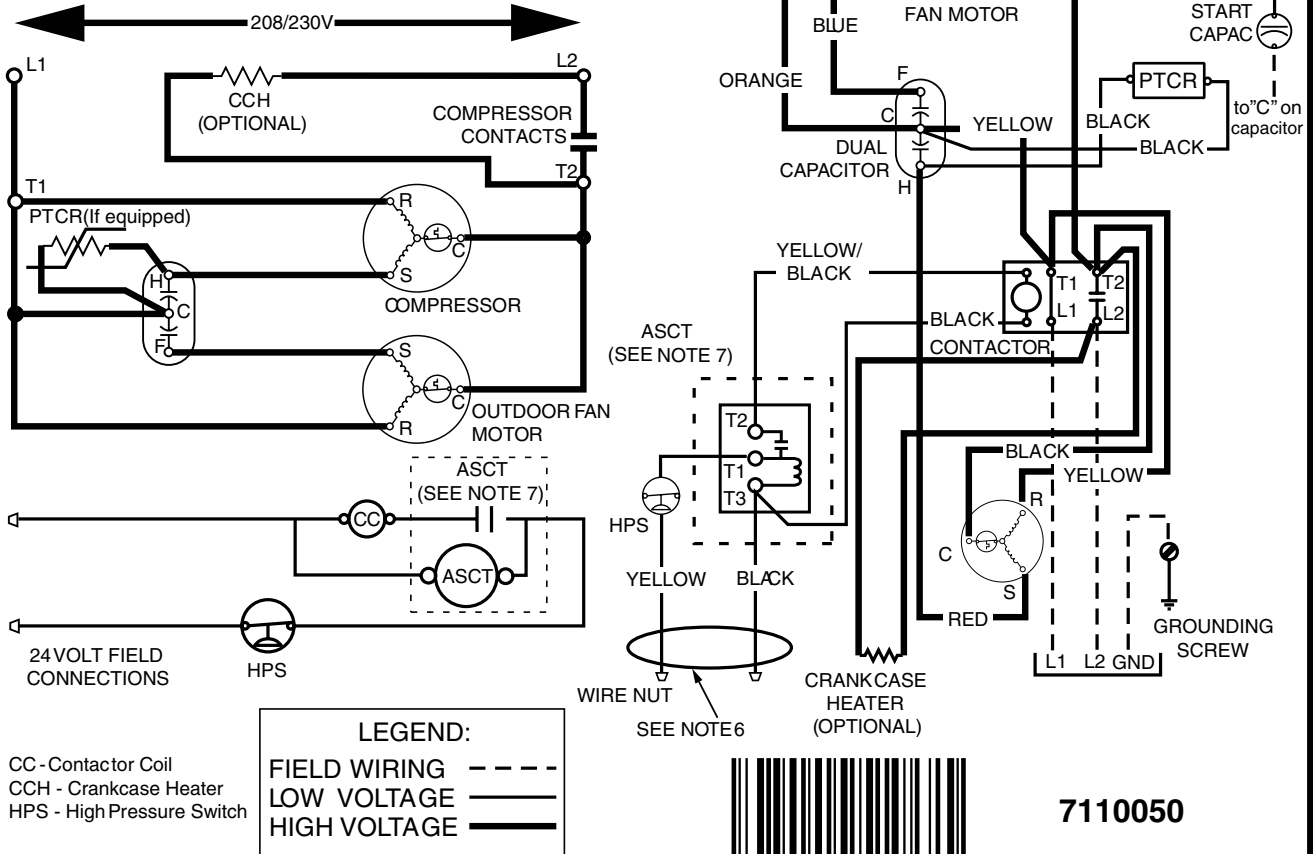 208/230V
L1
L2
CCH
(OPTIONAL)
COMPRESSOR
CONTACTS
T2
T1
PTCR(If equipped)
R
C
S
COMPRESSOR
H
C
F
S
C
R
OUTDOOR FAN
MOTOR
ASCT
(SEE NOTE 7)
CC
ASCT
HPS
24 VOLT FIELD
CONNECTIONS
CC - Contactor Coil
CCH - Crankcase Heater
HPS - High Pressure Switch
LEGEND:
FIELD WIRING
LOW VOLTAGE
HIGH VOLTAGE
BLUE
FAN MOTOR
START
CAPAC
ORANGE
F
C
H
DUAL
CAPACITOR
YELLOW
PTCR
BLACK
BLACK
to"C" on
capacitor
YELLOW/
BLACK
T1
T2
L1
L2
BLACK
CONTACTOR
ASCT
(SEE NOTE 7)
T2
T1
T3
HPS
YELLOW
BLACK
BLACK
YELLOW
R
C
S
RED
GROUNDING
SCREW
L1
L2
GND
WIRE NUT
SEE NOTE 6
CRANKCASE
HEATER
(OPTIONAL)
7110050